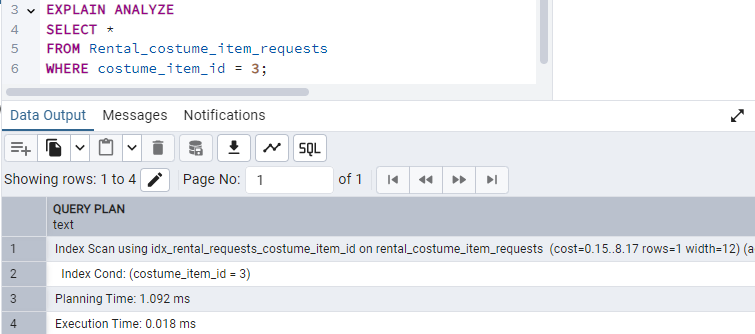 3 EXPLAIN ANALYZE
4 SELECT *
5 FROM Rental_costume_item_requests
6 WHERE costume_item_id = 3;
Data Output Messages Notifications
SQL
Showing rows: 1 to 4 Page No: 1 of 1
QUERY PLAN
text
1 Index Scan using idx_rental_requests_costume_item_id on rental_costume_item_requests (cost=0.15..8.17 rows=1 width=12) (a
2 Index Cond: (costume_item_id = 3)
3 Planning Time: 1.092 ms
4 Execution Time: 0.018 ms